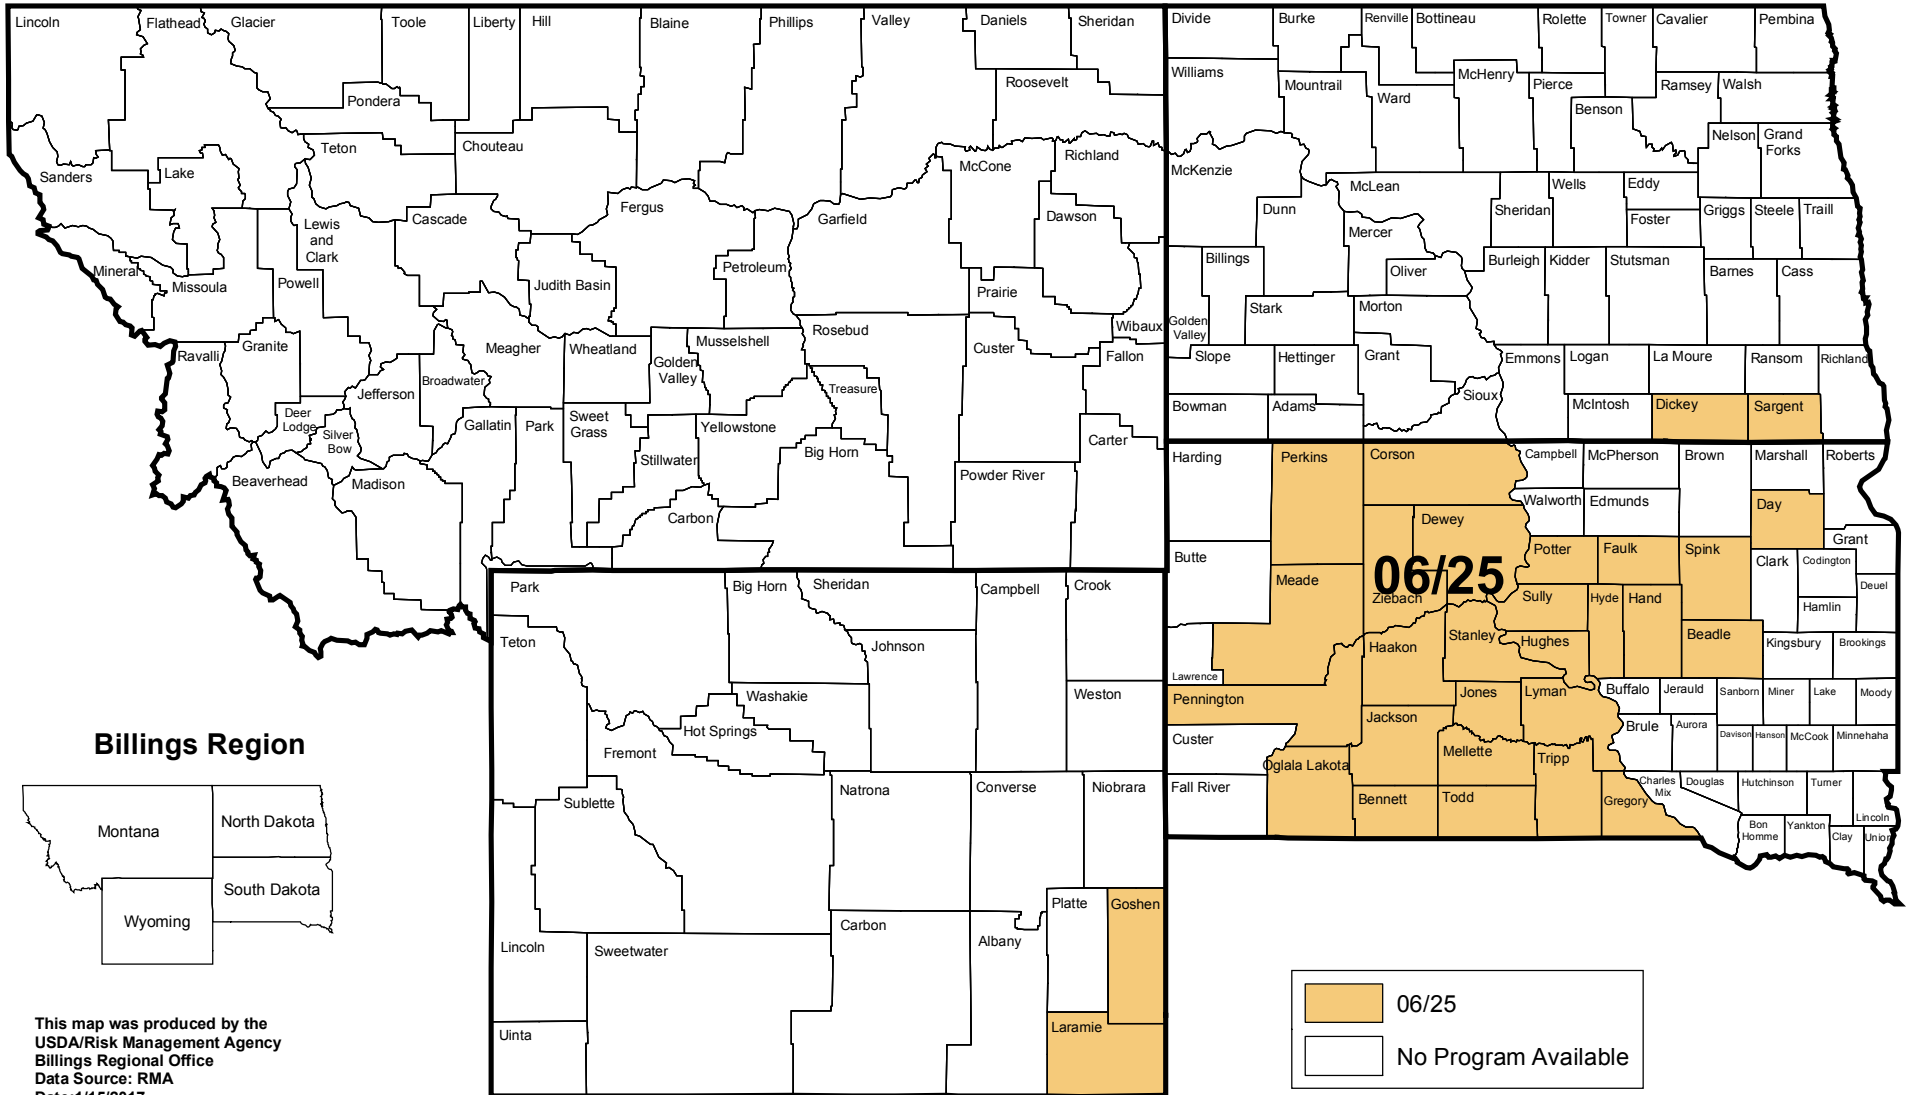 Lincoln
Flathead
Glacier
Toole
Liberty
Hill
Blaine
Phillips
Valley
Daniels
Sheridan
Roosevelt
Pondera
Teton
Chouteau
Sanders
Lake
McCone
Richland
Lewis
and
Clark
Cascade
Fergus
Garfield
Dawson
Mineral
Missoula
Powell
Judith Basin
Petroleum
Prairie
Wibaux
Ravalli
Granite
Meagher
Wheatland
Golden
Valley
Musselshell
Rosebud
Custer
Fallon
Jefferson
Broadwater
Treasure
Deer
Lodge
Silver
Bow
Gallatin
Park
Sweet
Grass
Stillwater
Yellowstone
Big Horn
Carter
Beaverhead
Madison
Carbon
Powder River
Divide
Burke
Renville
Bottineau
Rolette
Towner
Cavalier
Pembina
Williams
Mountrail
Ward
McHenry
Pierce
Benson
Ramsey
Walsh
Nelson
Grand
Forks
McKenzie
McLean
Wells
Eddy
Dunn
Sheridan
Foster
Griggs
Steele
Traill
Mercer
Billings
Oliver
Burleigh
Kidder
Stutsman
Barnes
Cass
Golden
Valley
Stark
Morton
Slope
Hettinger
Grant
Emmons
Logan
La Moure
Ransom
Richland
Bowman
Adams
Sioux
McIntosh
Dickey
Sargent
Harding
Perkins
Corson
Campbell
McPherson
Brown
Marshall
Roberts
Walworth
Edmunds
Day
Dewey
Butte
Potter
Faulk
Spink
Grant
Clark
Codington
Meade
06/25
Ziebach
Sully
Hyde
Hand
Deuel
Hamlin
Haakon
Stanley
Hughes
Beadle
Kingsbury
Brookings
Lawrence
Pennington
Jones
Lyman
Buffalo
Jerauld
Sanborn
Miner
Lake
Moody
Custer
Jackson
Brule
Aurora
Davison
Hanson
McCook
Minnehaha
Oglala Lakota
Mellette
Tripp
Fall River
Bennett
Todd
Gregory
Charles
Mix
Douglas
Hutchinson
Turner
Lincoln
Bon
Homme
Yankton
Clay
Union
Park
Big Horn
Sheridan
Campbell
Crook
Teton
Johnson
Washakie
Weston
Hot Springs
Fremont
Sublette
Natrona
Converse
Niobrara
Platte
Goshen
Lincoln
Sweetwater
Carbon
Albany
Uinta
Laramie
Billings Region
Montana
North Dakota
South Dakota
Wyoming
This map was produced by the
USDA/Risk Management Agency
Billings Regional Office
Data Source: RMA
Date:1/15/2017
06/25
No Program Available